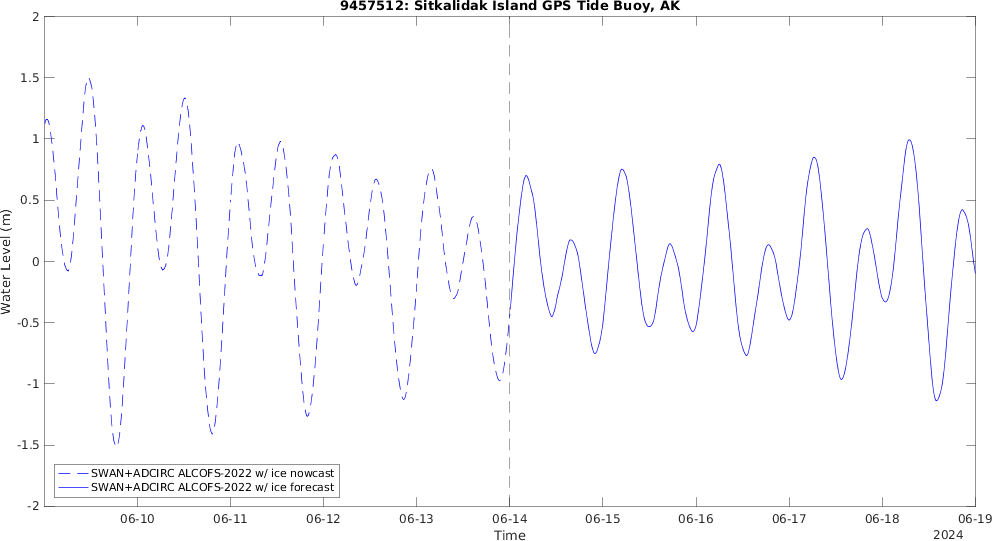 9457512: Sitkalidak Island GPS Tide Buoy, AK
2
1.5
1
0.5
0
-0.5
-1
-1.5
-2
Water Level (m)
SWAN+ADCIRC ALCOFS-2022 w/ ice nowcast
SWAN+ADCIRC ALCOFS-2022 w/ ice forecast
06-10 06-11 06-12 06-13 06-14 06-15 06-16 06-17 06-18 06-19
Time
2024